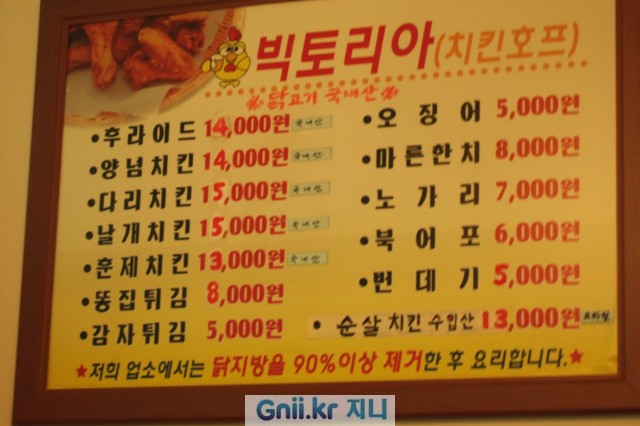 빅토리아(치킨호프)
※닭고기 국내산※
•후라이드 14,000원 국내산
•양념치킨 14,000원 국내산
•다리치킨 15,000원 국내산
•날개치킨 15,000원 국내산
•훈제치킨 13,000원 국내산
•똥집튀김 8,000원
•감자튀김 5,000원
•오징어 5,000원
•마른한치 8,000원
•노가리 7,000원
•북어포 6,000원
•번데기 5,000원
•순살치킨 수입산 13,000원
★저희 업소에서는 닭지방을 90%이상 제거한 후 요리합니다.★
Gnii.kr 지니